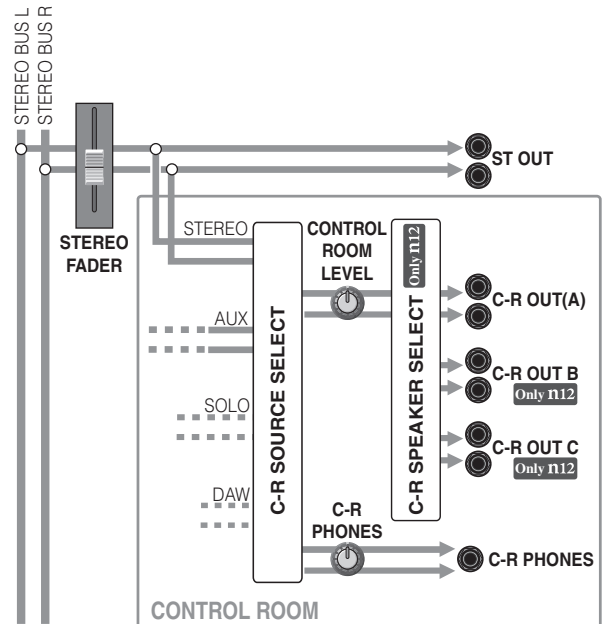 STEREO BUS L
STEREO BUS R
ST OUT
STEREO
FADER
STEREO
CONTROL
ROOM
LEVEL
Only n12
C-R OUT(A)
AUX
C-R SOURCE SELECT
C-R SPEAKER SELECT
C-R OUT B
Only n12
SOLO
C-R OUT C
Only n12
DAW
C-R
PHONES
C-R PHONES
CONTROL ROOM